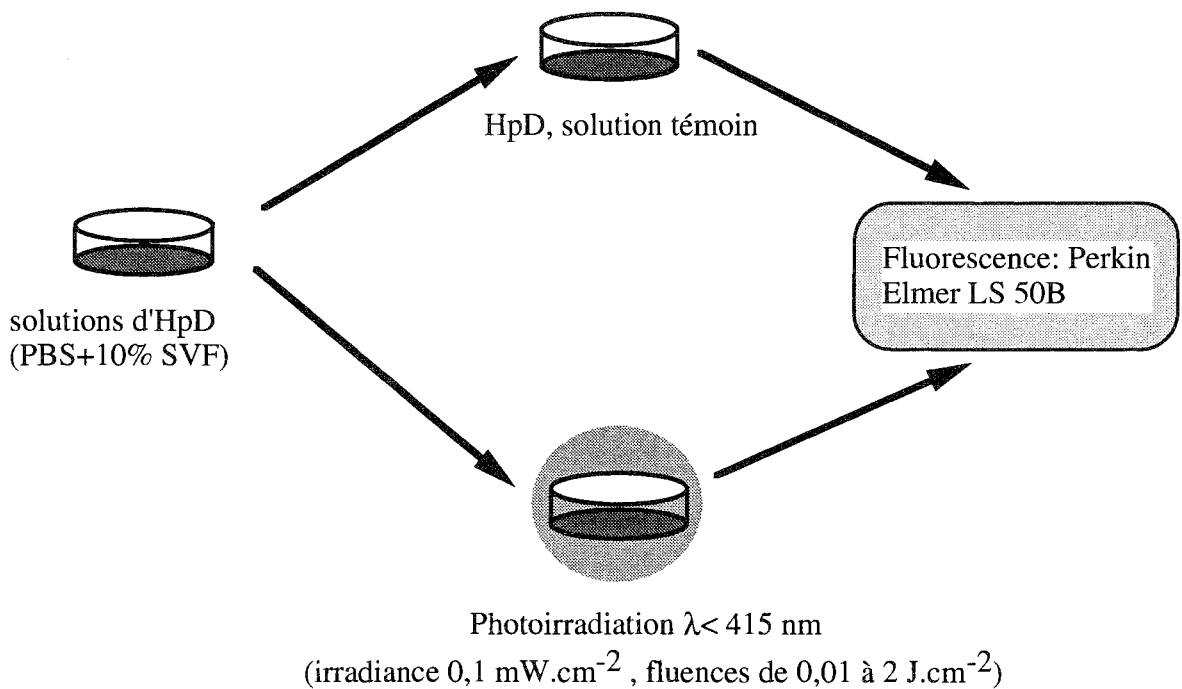 HpD, solution témoin
solutions d'HpD
(PBS+10% SVF)
Fluorescence: Perkin
Elmer LS 50B
Photoirradiation λ< 415 nm
(irradiance 0,1 mW.cm⁻² , fluences de 0,01 à 2 J.cm⁻²)